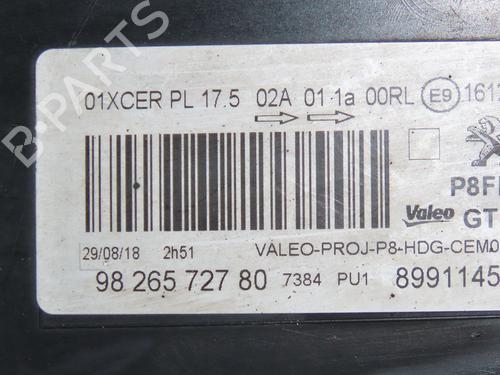 01XCER PL 17.5 02A 01 1a 00RL E9 1612
P8F
Valeo GT
29/08/18 2h51 VALEO-PROJ-P8-HDG-CEM0
98 265 727 80 7384 PU1 8991145
B-PARTS